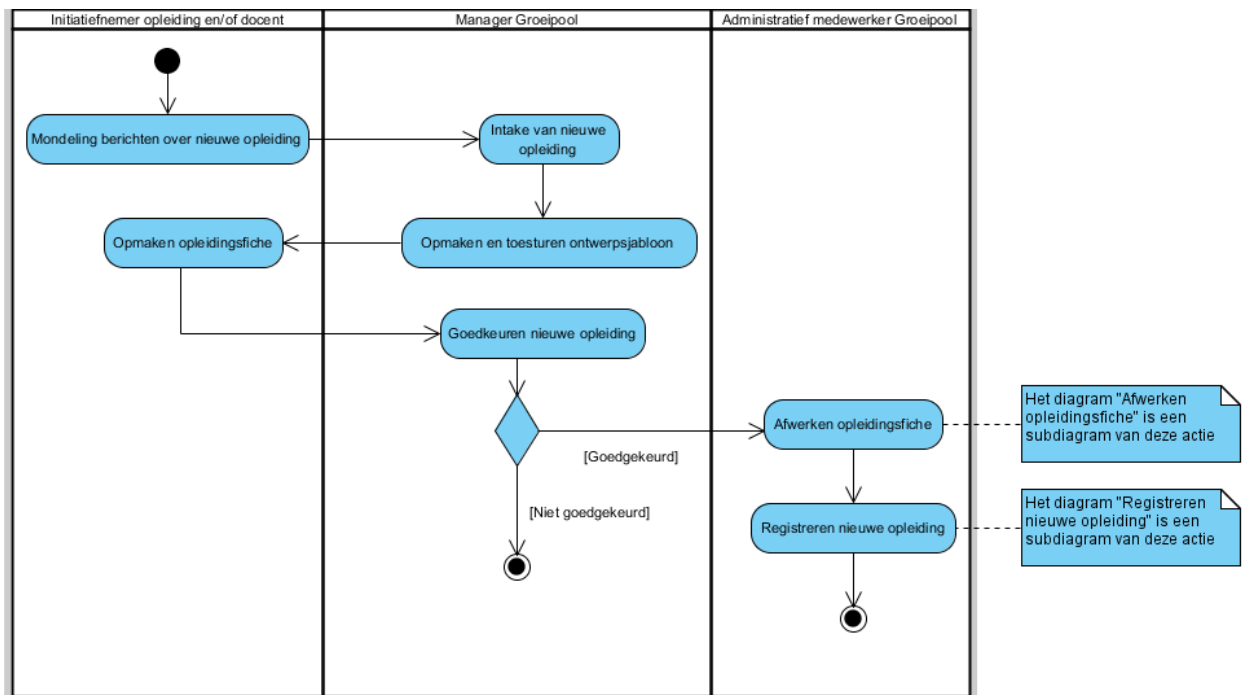 Initiatiefnemer opleiding en/of docent
Manager Groeipool
Administratief medewerker Groeipool
Mondeling berichten over nieuwe opleiding
Intake van nieuwe
opleiding
Opmaken opleidingsfiche
Opmaken en toesturen ontwerpsjabloon
Goedkeuren nieuwe opleiding
Afwerken opleidingsfiche
Het diagram "Afwerken
opleidingsfiche" is een
subdiagram van deze actie
[Goedgekeurd]
[Niet goedgekeurd]
Registreren nieuwe opleiding
Het diagram "Registreren
nieuwe opleiding" is een
subdiagram van deze actie